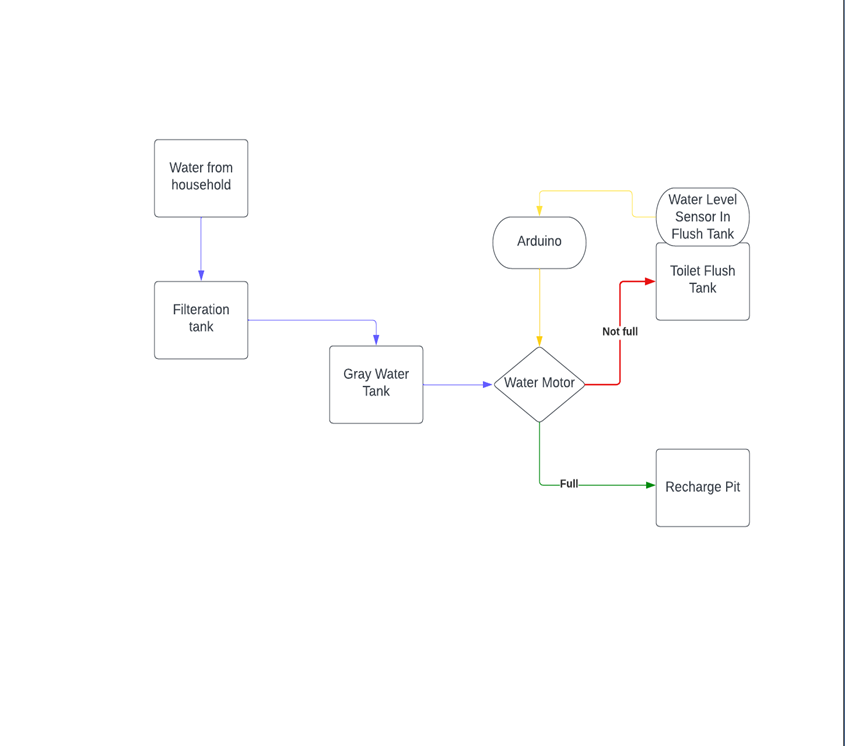 Water from
household
Water Level
Sensor In
Flush Tank
Arduino
Toilet Flush
Tank
Filteration
tank
Not full
Gray Water
Tank
Water Motor
Full
Recharge Pit